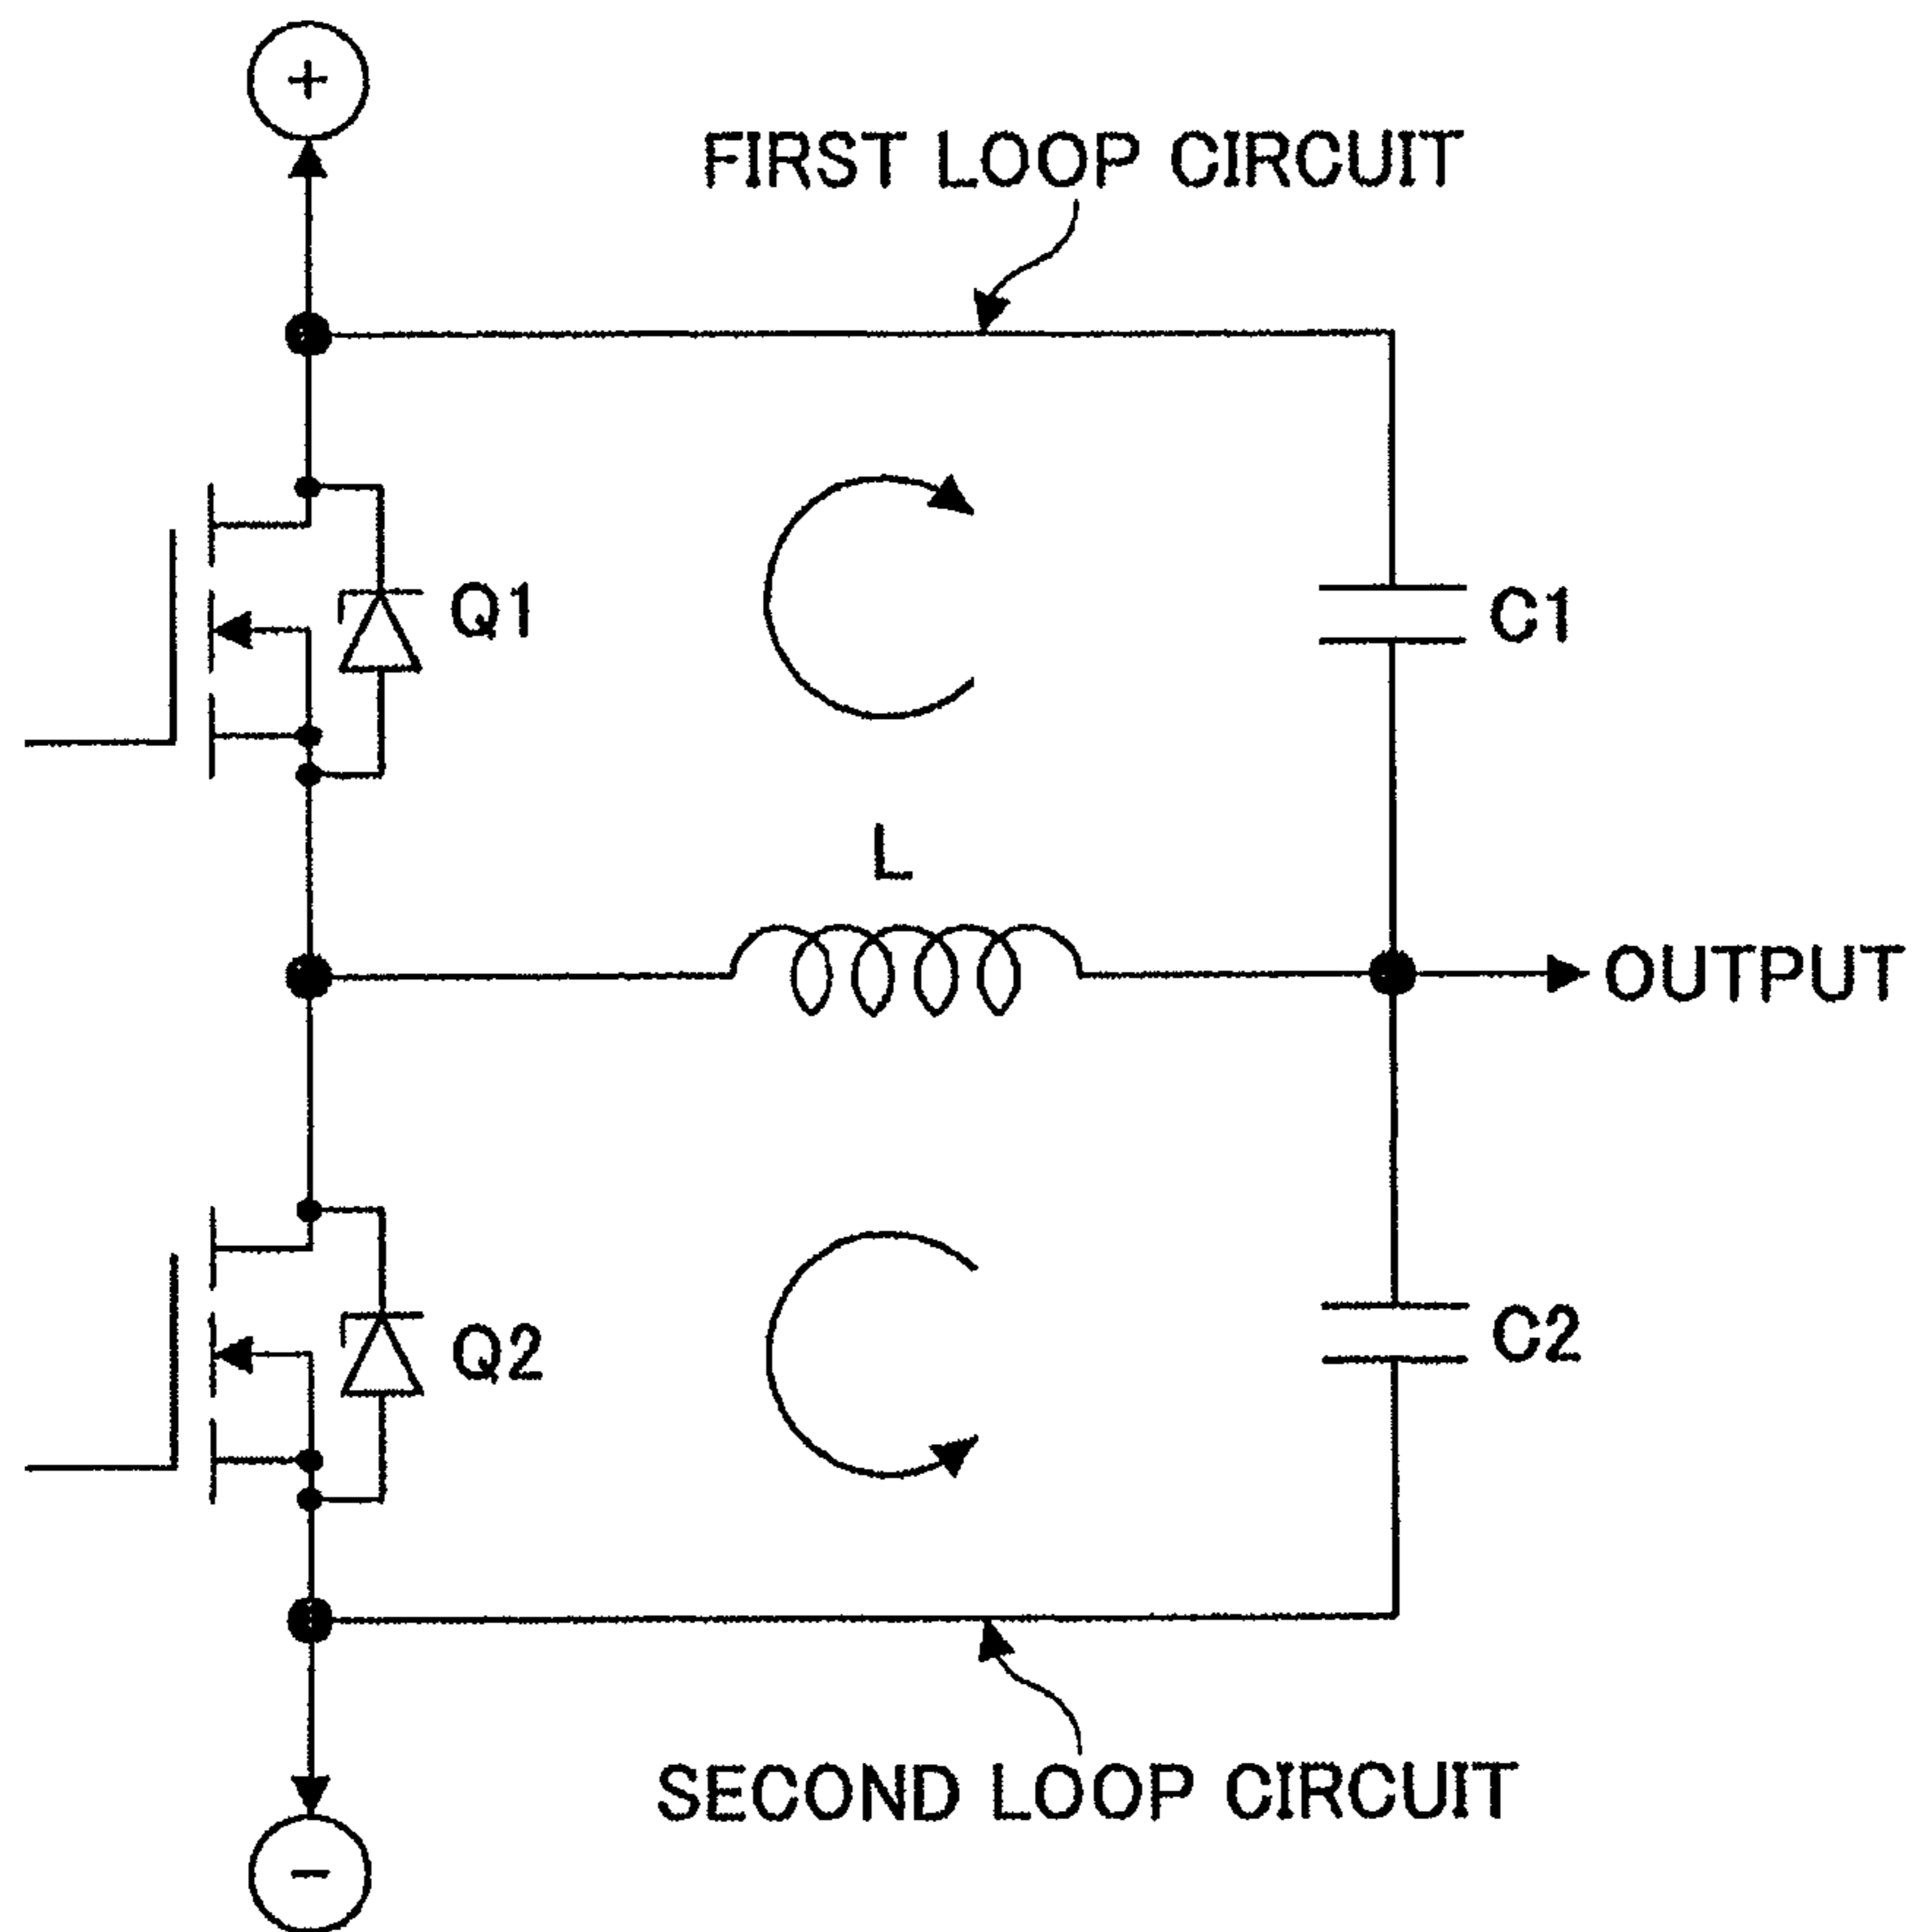 +
FIRST LOOP CIRCUIT
Q1
C1
L
OUTPUT
Q2
C2
SECOND LOOP CIRCUIT
−